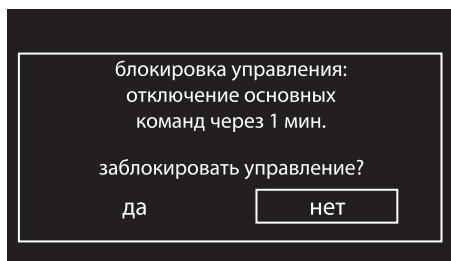 блокировка управления:
отключение основных
команд через 1 мин.
заблокировать управление?
да нет